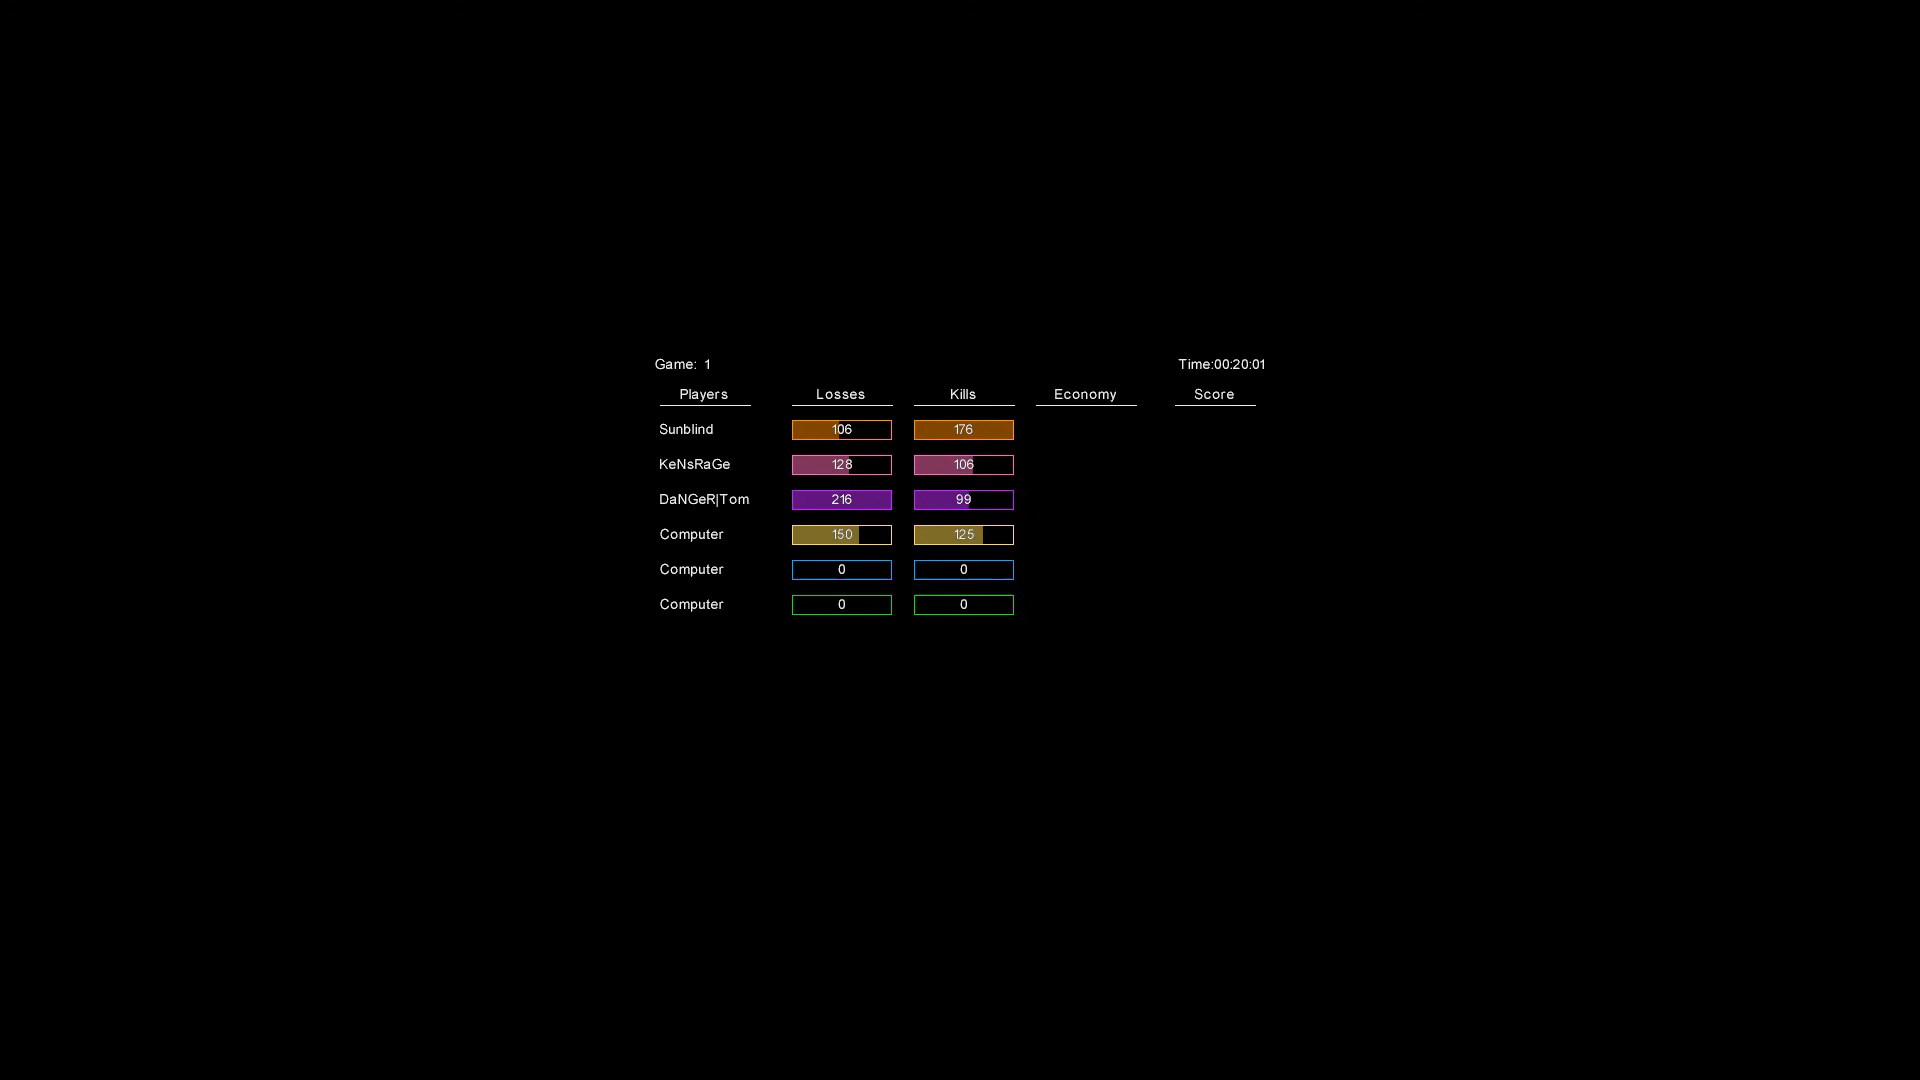 Game: 1 Time:00:20:01
Players Losses Kills Economy Score
Sunblind 106 176
KeNsRaGe 128 106
DaNGeR|Tom 216 99
Computer 150 125
Computer 0 0
Computer 0 0